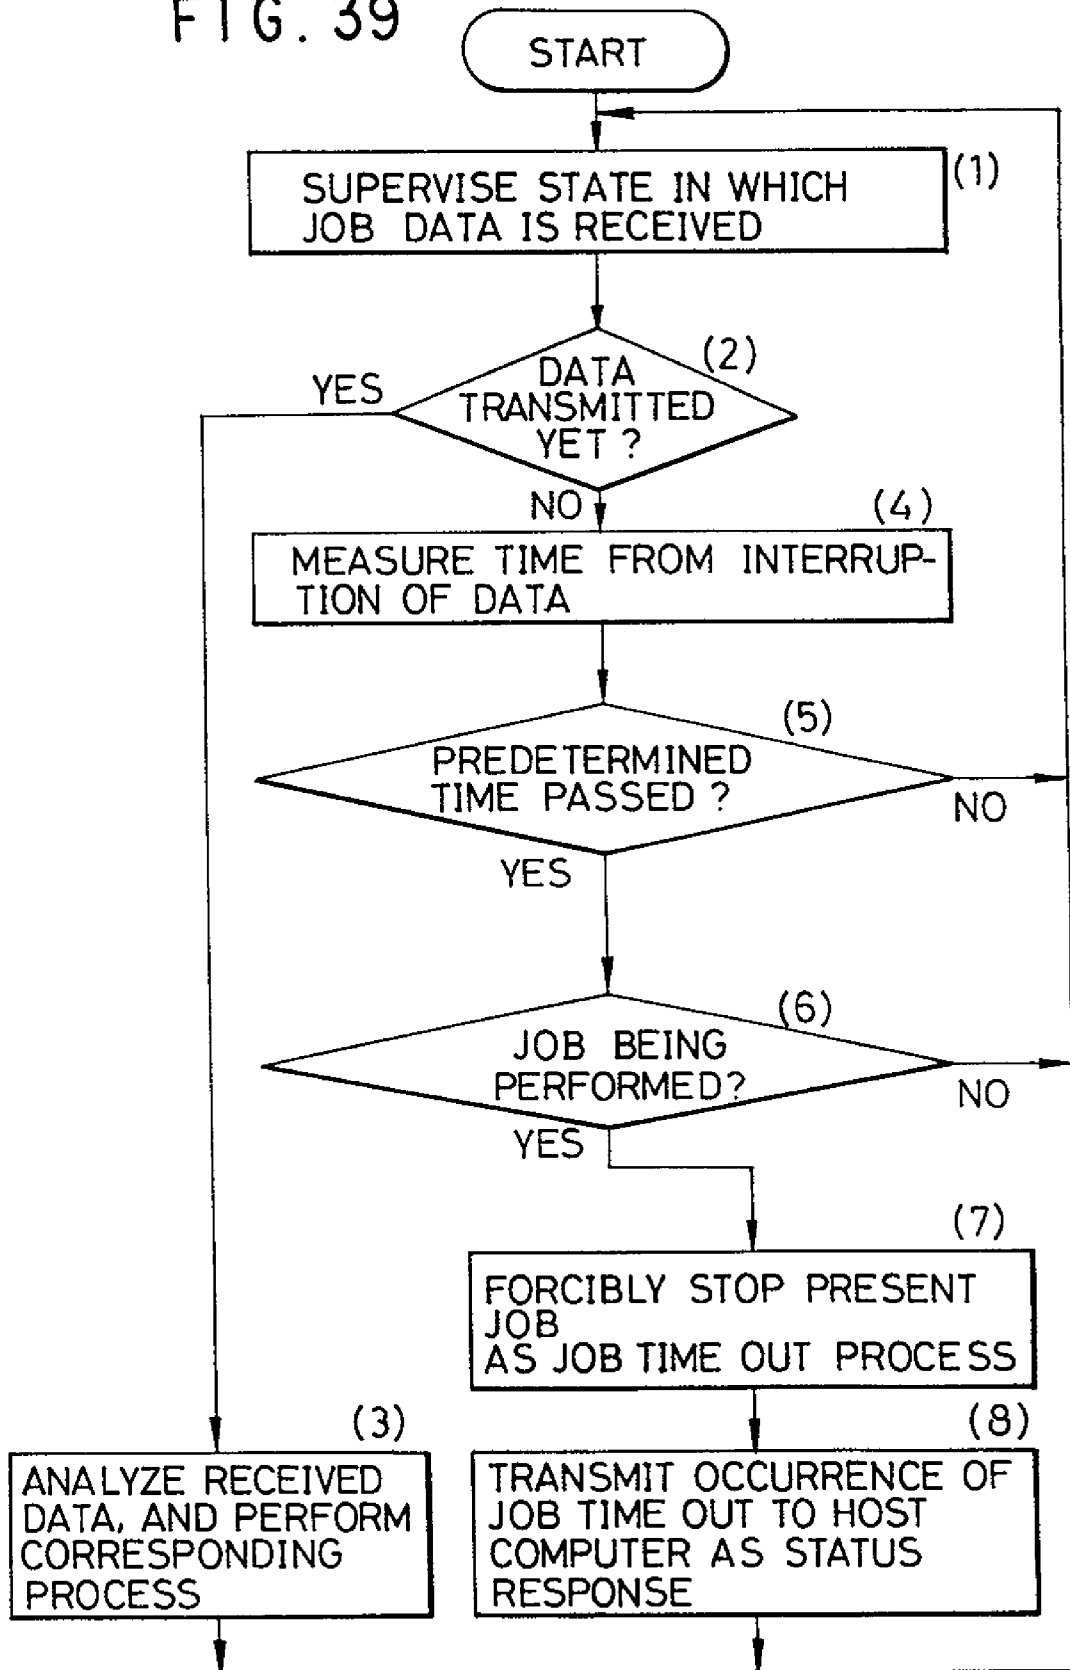 FIG. 39
START
(1)
SUPERVISE STATE IN WHICH
JOB DATA IS RECEIVED
(2)
DATA
TRANSMITTED
YET ?
YES
NO
(4)
MEASURE TIME FROM INTERRUP-
TION OF DATA
(5)
PREDETERMINED
TIME PASSED ?
NO
YES
(6)
JOB BEING
PERFORMED?
NO
YES
(7)
FORCIBLY STOP PRESENT
JOB
AS JOB TIME OUT PROCESS
(3)
ANALYZE RECEIVED
DATA, AND PERFORM
CORRESPONDING
PROCESS
(8)
TRANSMIT OCCURRENCE OF
JOB TIME OUT TO HOST
COMPUTER AS STATUS
RESPONSE